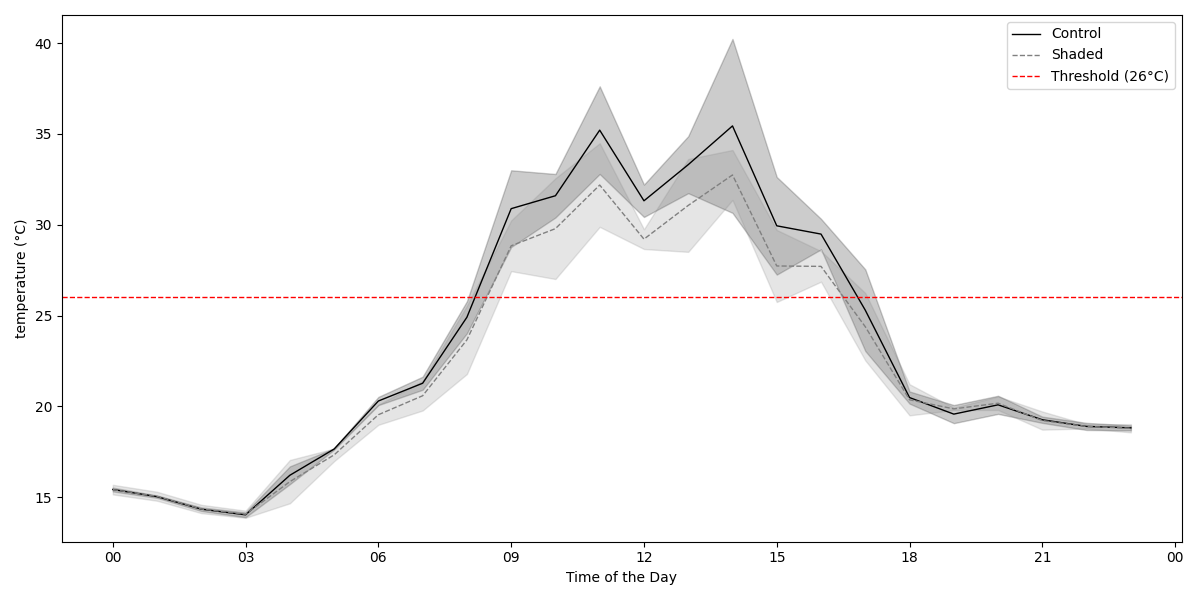 Control
Shaded
Threshold (26°C)
temperature (°C)
40
35
30
25
20
15
00 03 06 09 12 15 18 21 00
Time of the Day